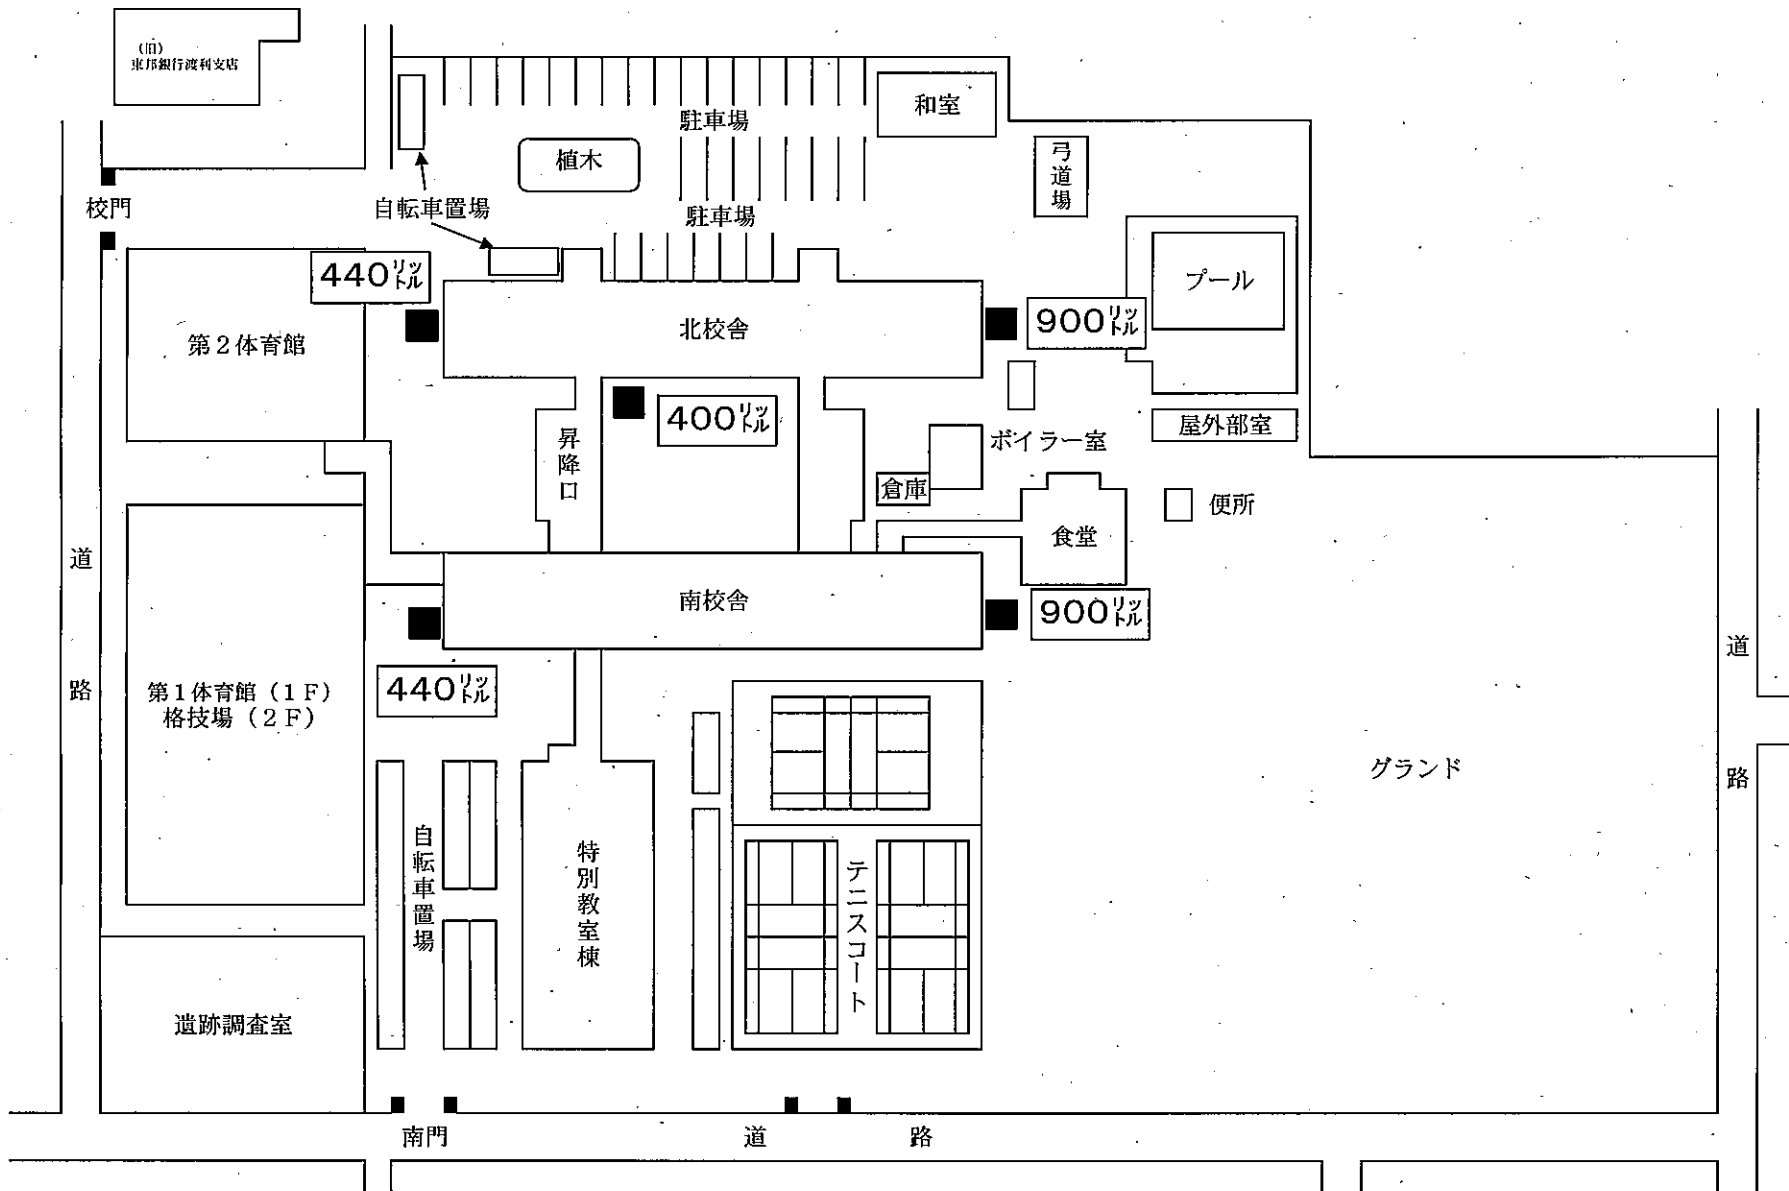 (旧)
東邦銀行渡利支店
和室
駐車場
植木
弓道場
校門
自転車置場
駐車場
440リットル
プール
900リットル
北校舎
第２体育館
400リットル
昇降口
屋外部室
ボイラー室
倉庫
便所
食堂
道路
南校舎
900リットル
道路
440リットル
第１体育館（１Ｆ）
格技場（２Ｆ）
グランド
自転車置場
特別教室棟
テニスコート
遺跡調査室
南門
道路